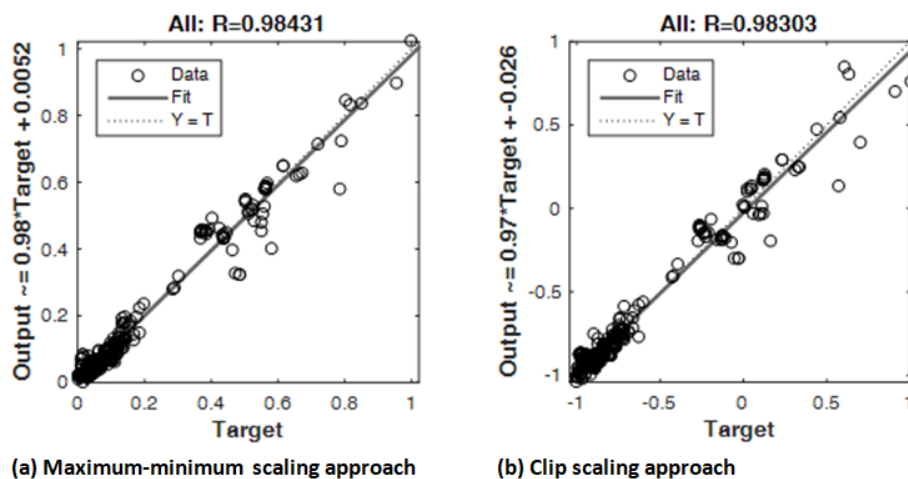 All: R=0.98431
Output ~= 0.98*Target + 0.0052
1
0.8
0.6
0.4
0.2
0
Data
Fit
Y = T
0 0.2 0.4 0.6 0.8 1
Target
(a) Maximum-minimum scaling approach
All: R=0.98303
Output ~= 0.97*Target + -0.026
1
0.5
0
-0.5
-1
Data
Fit
Y = T
-1 -0.5 0 0.5 1
Target
(b) Clip scaling approach